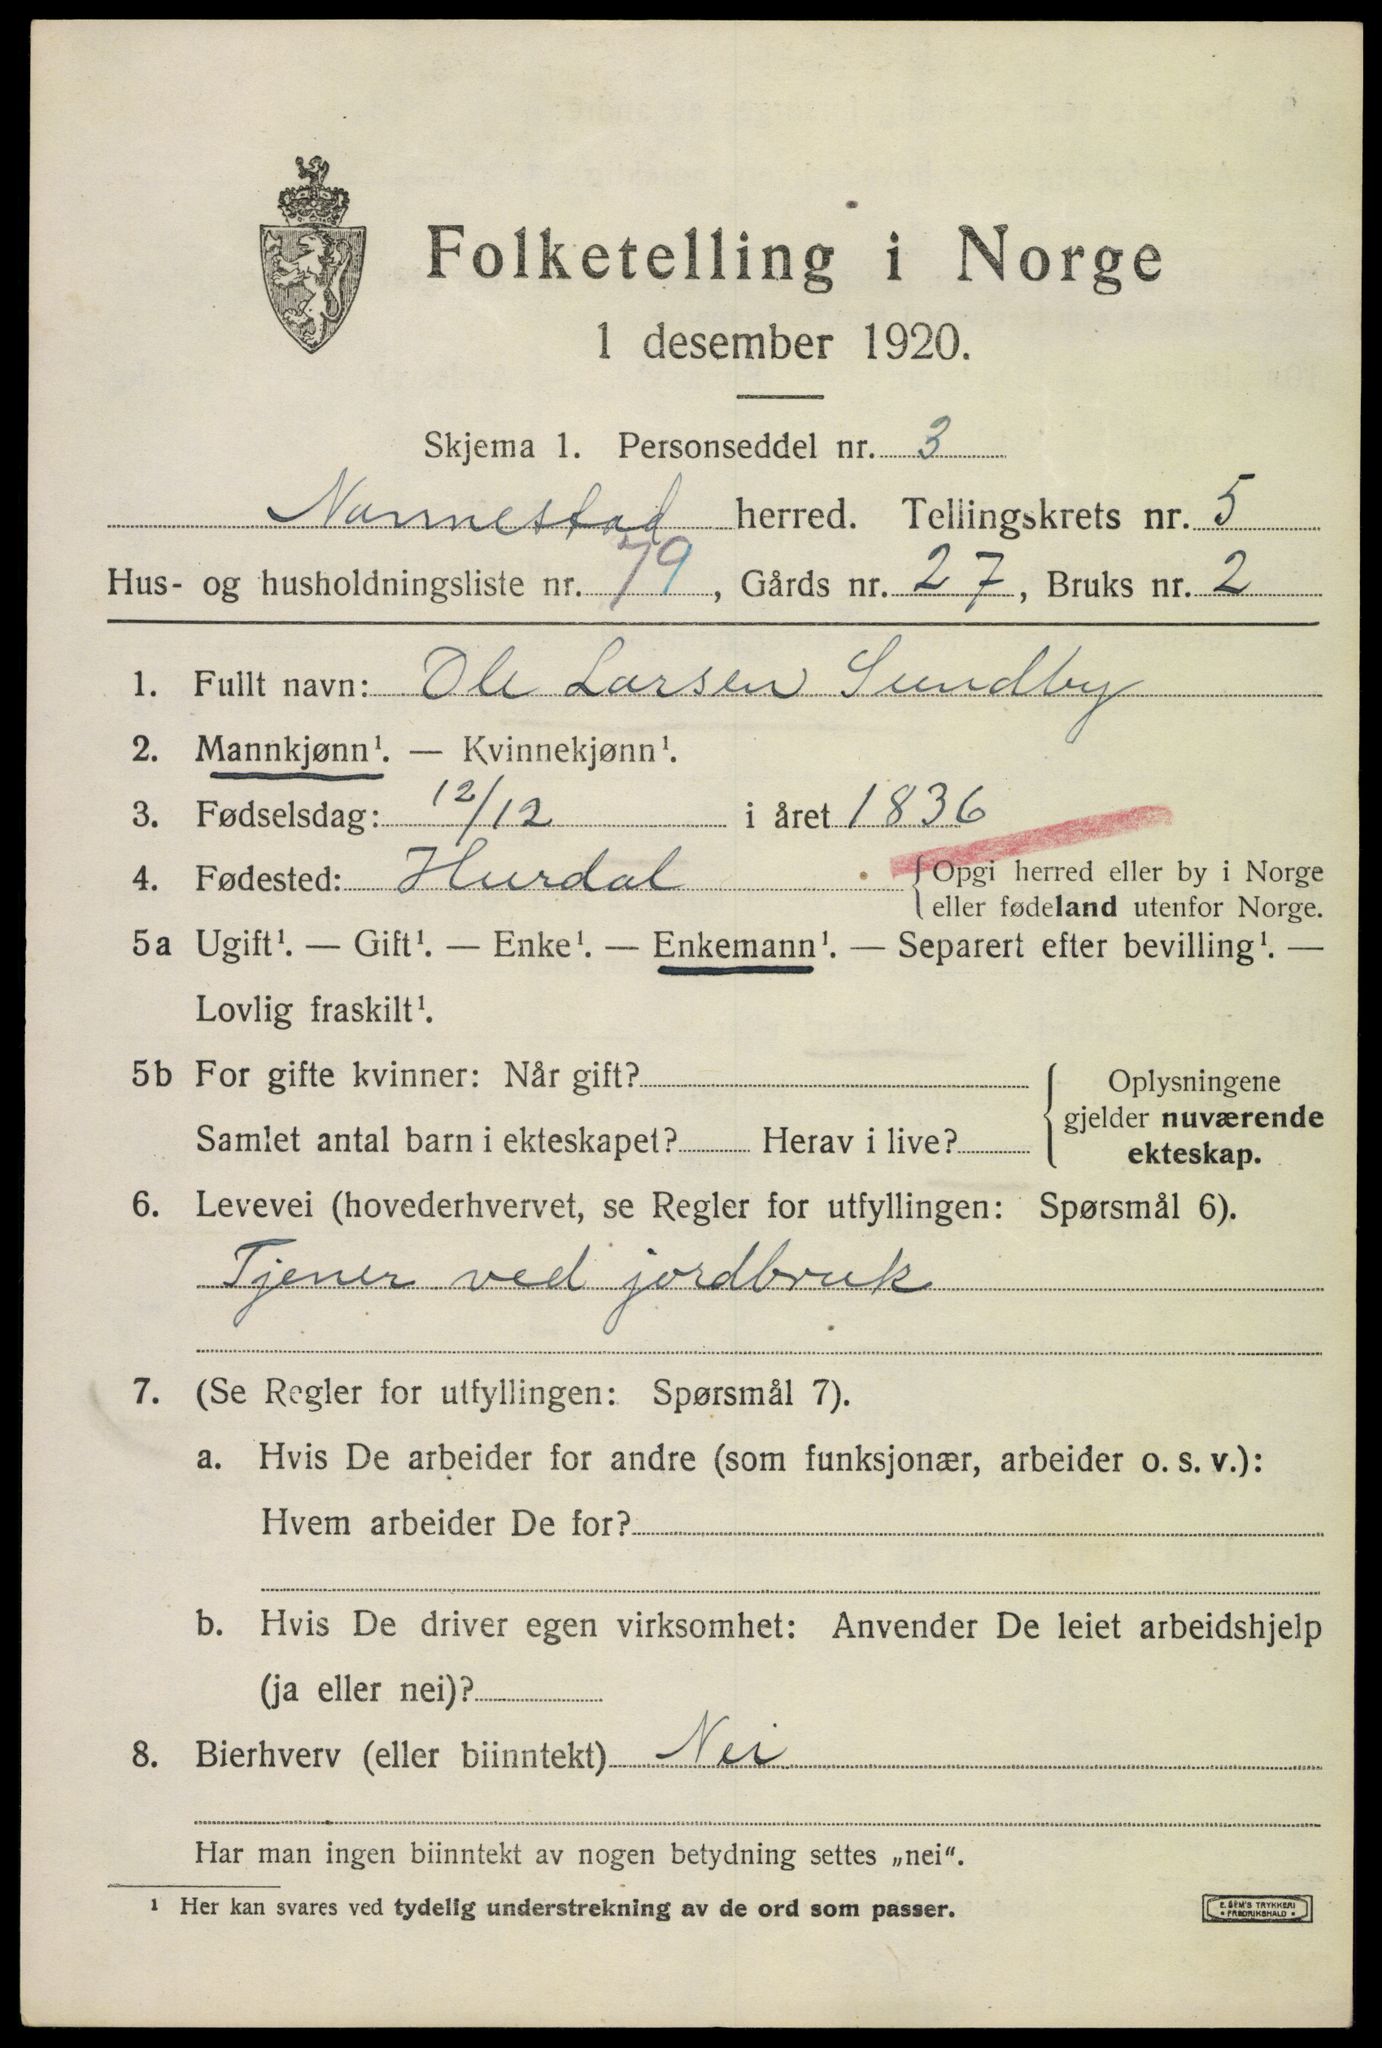 Folketelling i Norge
1 desember 1920.
Skjema 1. Personseddel nr. 3
Nannestad herred. Tellingskrets nr. 5
Hus- og husholdningsliste nr. 79, Gårds nr. 27, Bruks nr. 2
1. Fullt navn: Ole Larsen Sundby
2. Mannkjønn¹. — Kvinnekjønn¹.
3. Fødselsdag: 12/12 i året 1836
4. Fødested: Hurdal { Opgi herred eller by i Norge
eller fødeland utenfor Norge.
5a Ugift¹. — Gift¹. — Enke¹. — Enkemann¹. — Separert efter bevilling¹. —
Lovlig fraskilt¹.
5b For gifte kvinner: Når gift? { Oplysningene
gjelder nuværende
Samlet antal barn i ekteskapet? Herav i live?
ekteskap.
6. Levevei (hovederhvervet, se Regler for utfyllingen: Spørsmål 6).
Tjener ved jordbruk
7. (Se Regler for utfyllingen: Spørsmål 7).
a. Hvis De arbeider for andre (som funksjonær, arbeider o. s. v.):
Hvem arbeider De for?
b. Hvis De driver egen virksomhet: Anvender De leiet arbeidshjelp
(ja eller nei)?
8. Bierhverv (eller biinntekt) Nei
Har man ingen biinntekt av nogen betydning settes „nei“.
¹ Her kan svares ved tydelig understrekning av de ord som passer.
E. SEM'S TRYKKERI
• FREDRIKSHALD •